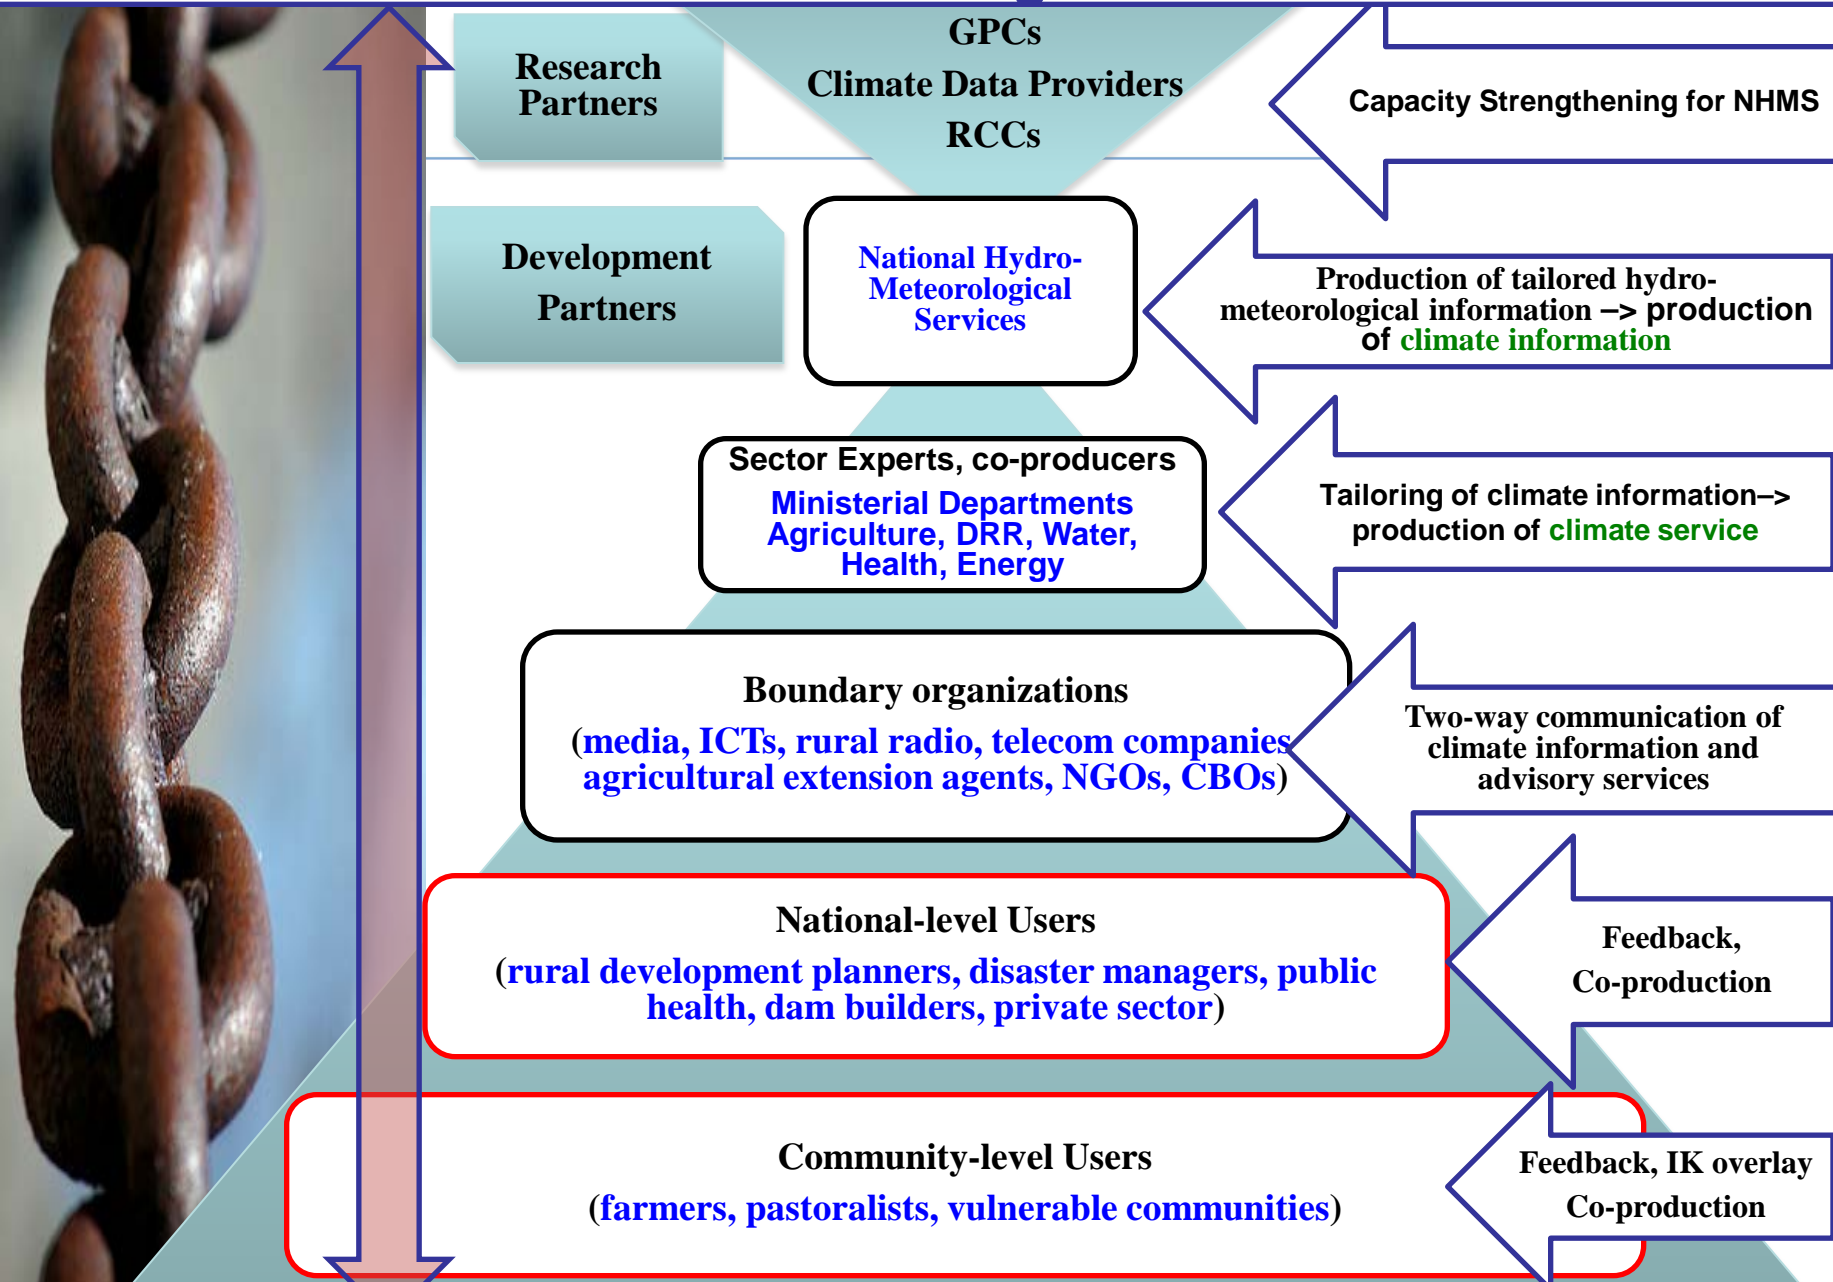 GPCs
Climate Data Providers
RCCs
Research
Partners
Capacity Strengthening for NHMS
Development
Partners
National Hydro-
Meteorological
Services
Production of tailored hydro-
meteorological information –> production
of climate information
Sector Experts, co-producers
Ministerial Departments
Agriculture, DRR, Water,
Health, Energy
Tailoring of climate information–>
production of climate service
Boundary organizations
(media, ICTs, rural radio, telecom companies
agricultural extension agents, NGOs, CBOs)
Two-way communication of
climate information and
advisory services
National-level Users
(rural development planners, disaster managers, public
health, dam builders, private sector)
Feedback,
Co-production
Community-level Users
(farmers, pastoralists, vulnerable communities)
Feedback, IK overlay
Co-production